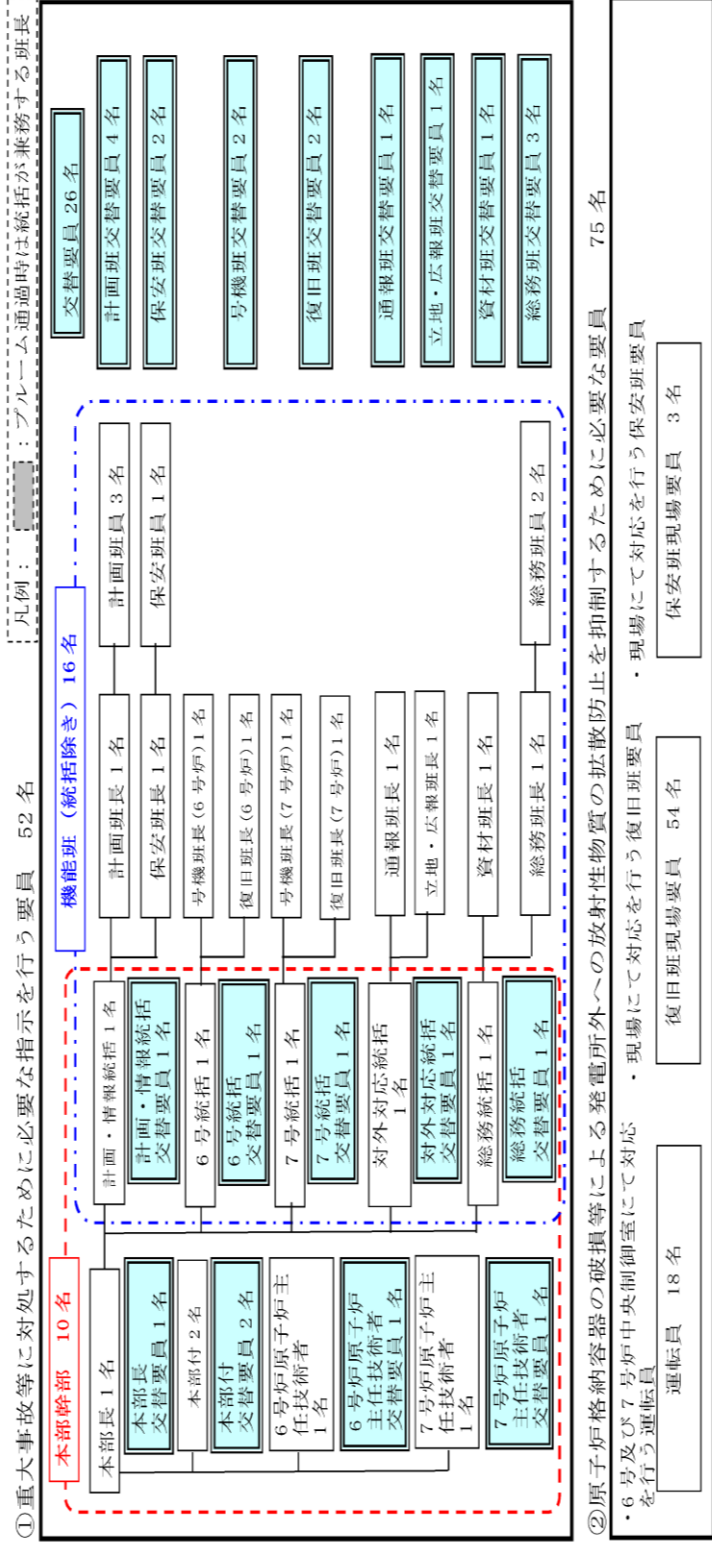 凡例： ：プルーム通過時は統括が兼務する班長
①重大事故等に対処するために必要な指示を行う要員 52名
本部幹部 10名
機能班（統括除き）16名
交替要員 26名
本部長1名
本部長
交替要員1名
本部付2名
本部付
交替要員2名
6号炉原子炉主
任技術者
1名
6号炉原子炉
主任技術者
交替要員1名
7号炉原子炉主
任技術者
1名
7号炉原子炉
主任技術者
交替要員1名
計画・情報統括1名
計画・情報統括
交替要員1名
6号統括1名
6号統括
交替要員1名
7号統括1名
7号統括
交替要員1名
対外対応統括
1名
対外対応統括
交替要員1名
総務統括1名
総務統括
交替要員1名
計画班長1名
保安班長1名
号機班長(6号炉)1名
復旧班長(6号炉)1名
号機班長(7号炉)1名
復旧班長(7号炉)1名
通報班長1名
立地・広報班長1名
資材班長1名
総務班長1名
計画班員3名
保安班員1名
総務班員2名
計画班交替要員4名
保安班交替要員2名
号機班交替要員2名
復旧班交替要員2名
通報班交替要員1名
立地・広報班交替要員1名
資材班交替要員1名
総務班交替要員3名
②原子炉格納容器の破損等による発電所外への放射性物質の拡散防止を抑制するために必要な要員 75名
・6号及び7号炉中央制御室にて対応
を行う運転員
・現場にて対応を行う復旧班要員
・現場にて対応を行う保安班要員
運転員 18名
復旧班現場要員 54名
保安班現場要員 3名